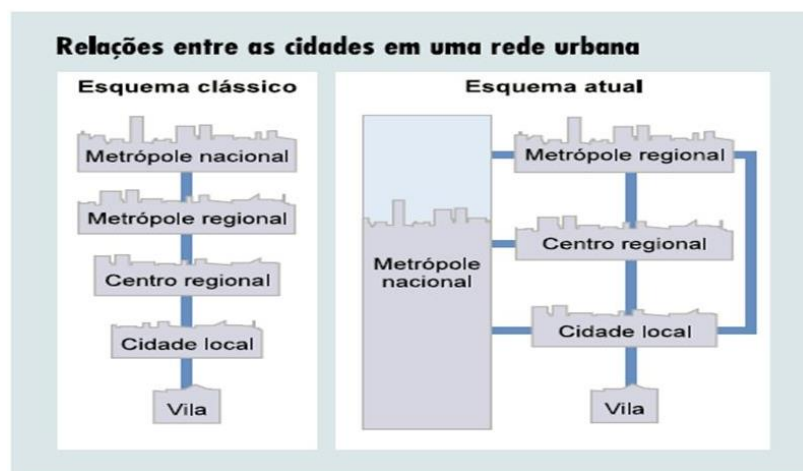 Relações entre as cidades em uma rede urbana
Esquema clássico
Metrópole nacional
Metrópole regional
Centro regional
Cidade local
Vila
Esquema atual
Metrópole
nacional
Metrópole regional
Centro regional
Cidade local
Vila